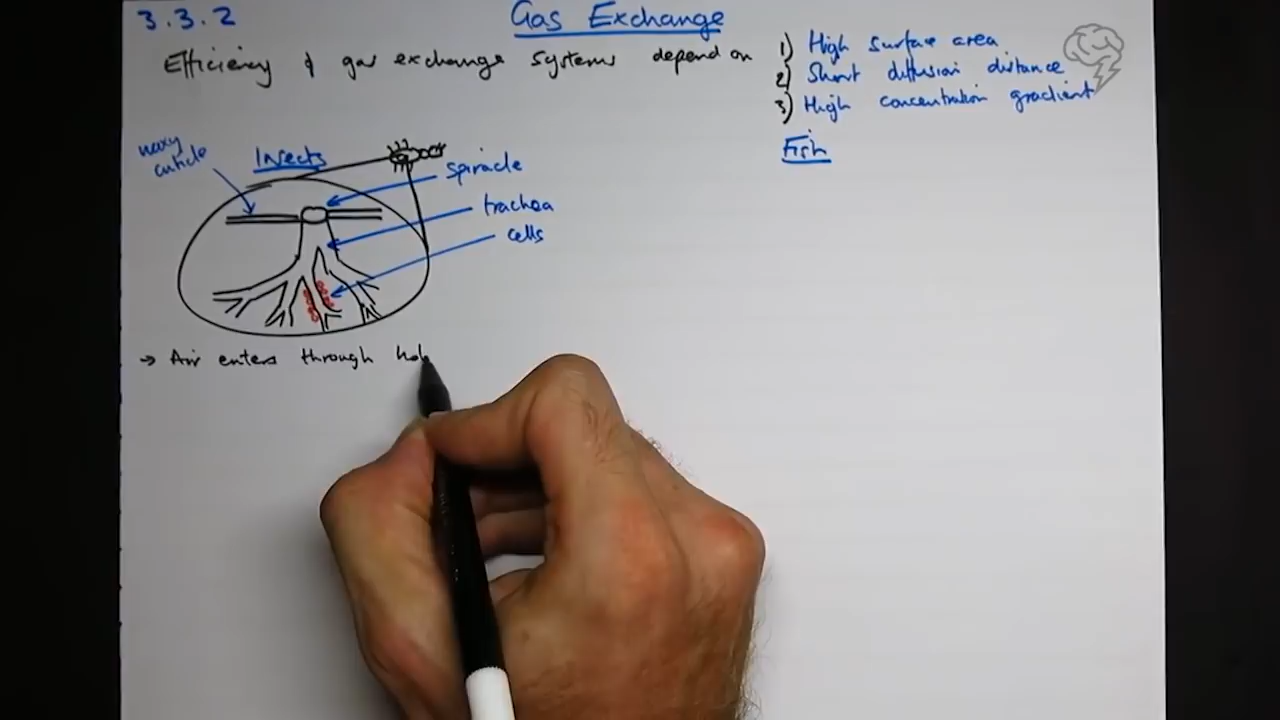 3.3.2
Gas Exchange
Efficiency & gas exchange systems depend on
1) High surface area
2) Short diffusion distance
3) High concentration gradient
waxy
cuticle
Insects
spiracle
trachea
cells
Fish
→ Air enters through hol